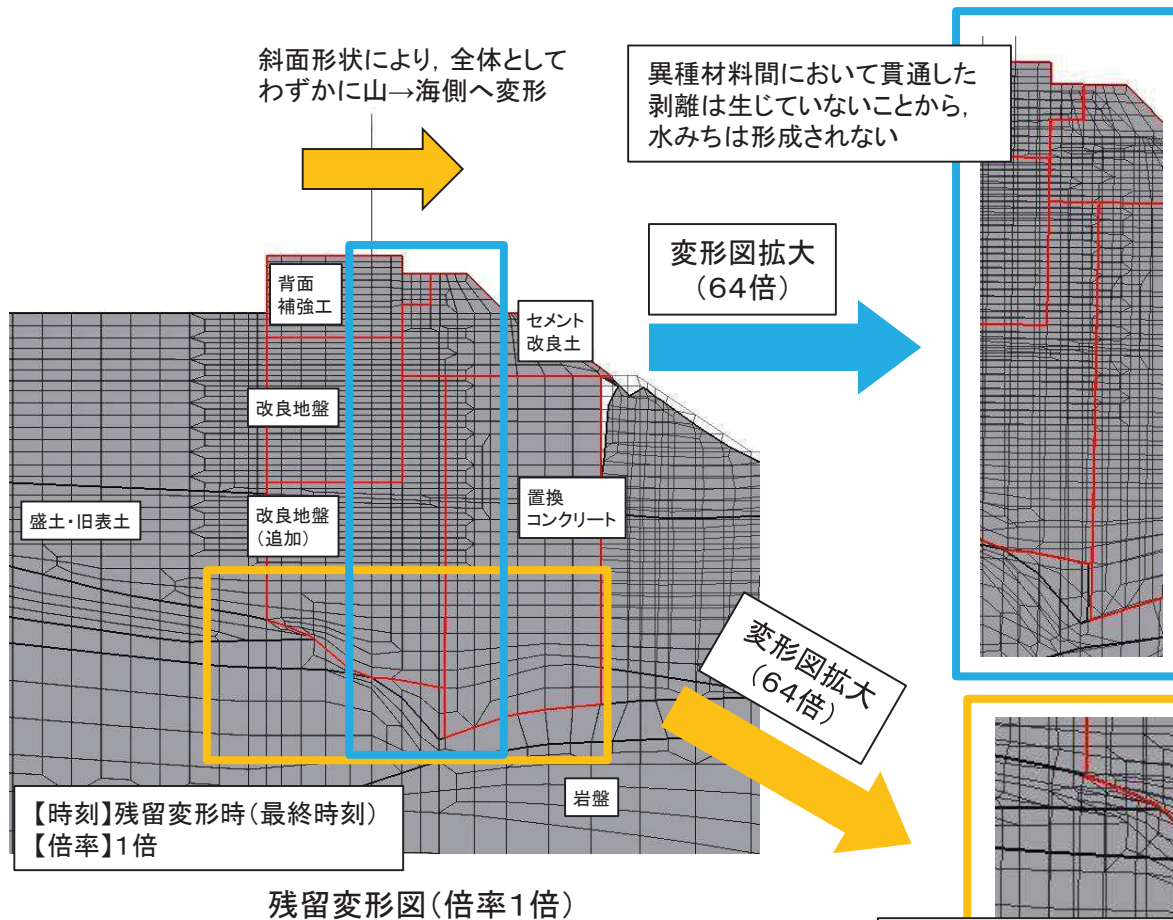 斜面形状により，全体として
わずかに山→海側へ変形
異種材料間において貫通した
剥離は生じていないことから，
水みちは形成されない
変形図拡大
（64倍）
背面
補強工
セメント
改良土
改良地盤
置換
コンクリート
盛土・旧表土
改良地盤
（追加）
変形図拡大
（64倍）
岩盤
【時刻】残留変形時（最終時刻）
【倍率】1倍
残留変形図（倍率1倍）